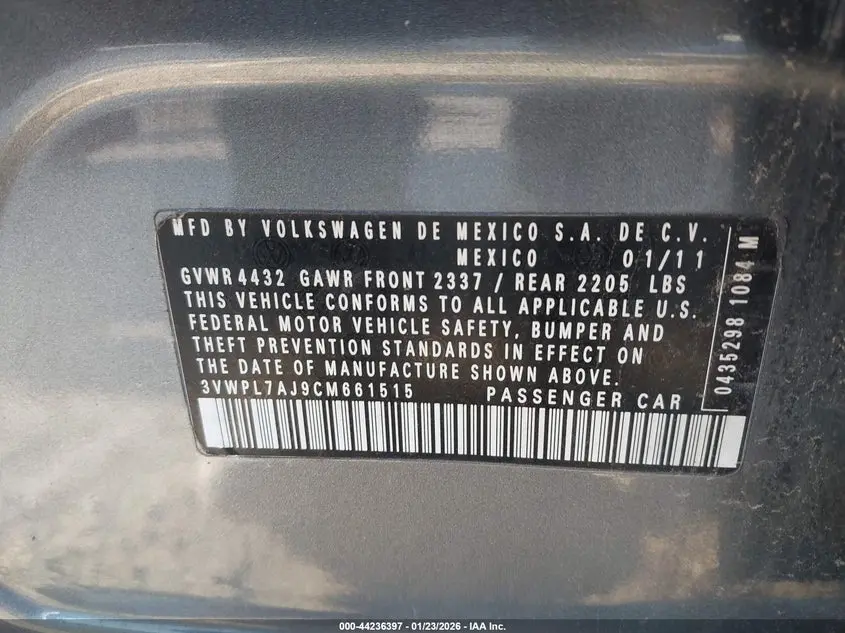 MFD BY VOLKSWAGEN DE MEXICO S.A. DE C.V.
MEXICO 01/11
GVWR 4432 GAWR FRONT 2337 / REAR 2205 LBS
THIS VEHICLE CONFORMS TO ALL APPLICABLE U.S.
FEDERAL MOTOR VEHICLE SAFETY, BUMPER AND
THEFT PREVENTION STANDARDS IN EFFECT ON
THE DATE OF MANUFACTURE SHOWN ABOVE.
3VWPL7AJ9CM661515 PASSENGER CAR
0435298 1084 M
000-44236397 - 01/23/2026 - IAA Inc.